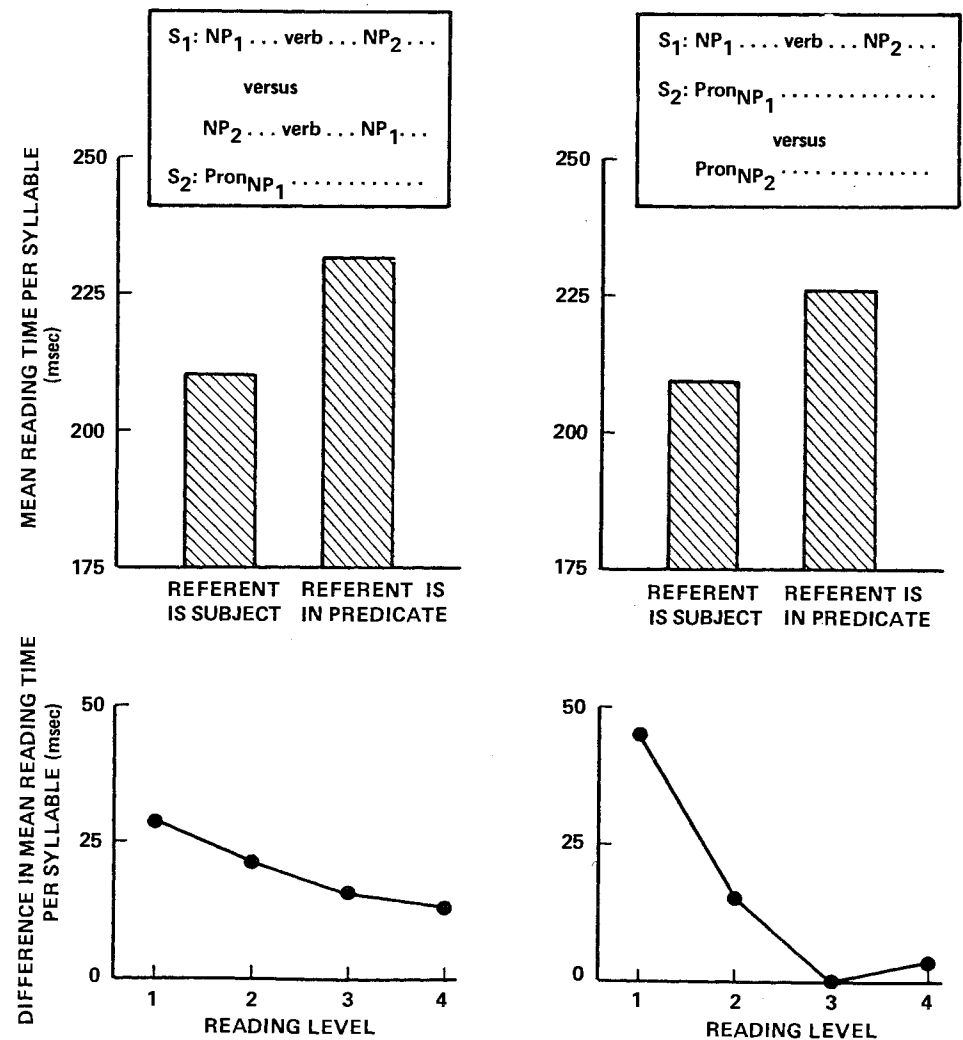 S1: NP1 ... verb ... NP2 ...
versus
NP2 ... verb ... NP1 ...
S2: PronNP1 ..............
MEAN READING TIME PER SYLLABLE
(msec)
250
225
200
175
REFERENT IS SUBJECT
REFERENT IS IN PREDICATE
S1: NP1 .... verb ... NP2 ...
S2: PronNP1 ...............
versus
PronNP2 ...............
250
225
200
175
REFERENT IS SUBJECT
REFERENT IS IN PREDICATE
DIFFERENCE IN MEAN READING TIME
PER SYLLABLE (msec)
50
25
0
1 2 3 4
READING LEVEL
50
25
0
1 2 3 4
READING LEVEL